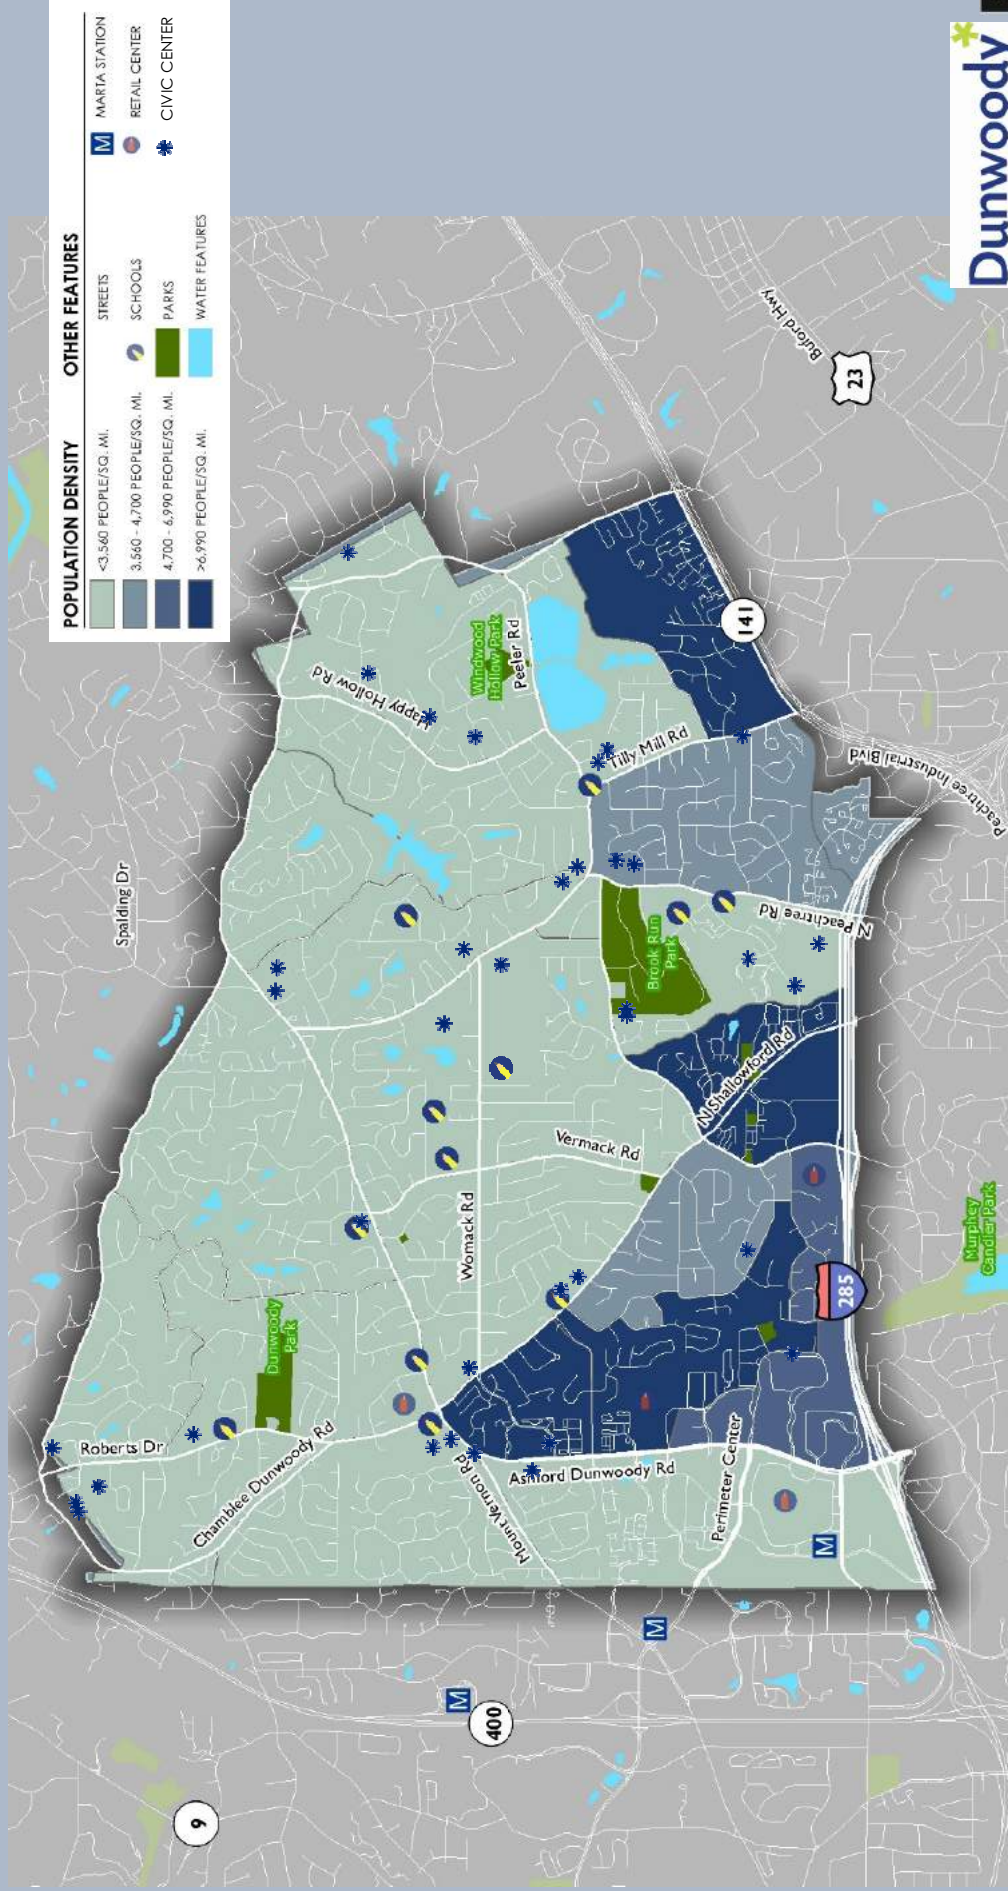 POPULATION DENSITY
<3,560 PEOPLE/SQ. MI.
3,560 - 4,700 PEOPLE/SQ. MI.
4,700 - 6,990 PEOPLE/SQ. MI.
>6,990 PEOPLE/SQ. MI.
OTHER FEATURES
STREETS
SCHOOLS
PARKS
WATER FEATURES
M
MARTA STATION
RETAIL CENTER
CIVIC CENTER
Dunwoody
Spalding Dr
Happy Hollow Rd
Windwood
Hollow Park
Peeler Rd
Tilly Mill Rd
Buford Hwy
23
141
Peachtree Industrial Blvd
N Peachtree Rd
Brook Run
Park
N Shallowford Rd
Vermack Rd
Womack Rd
Dunwoody
Park
Roberts Dr
Chamblee Dunwoody Rd
Mount Vernon Rd
Ashford Dunwoody Rd
Perimeter Center
285
Murphey
Candler Park
M
M
M
400
9